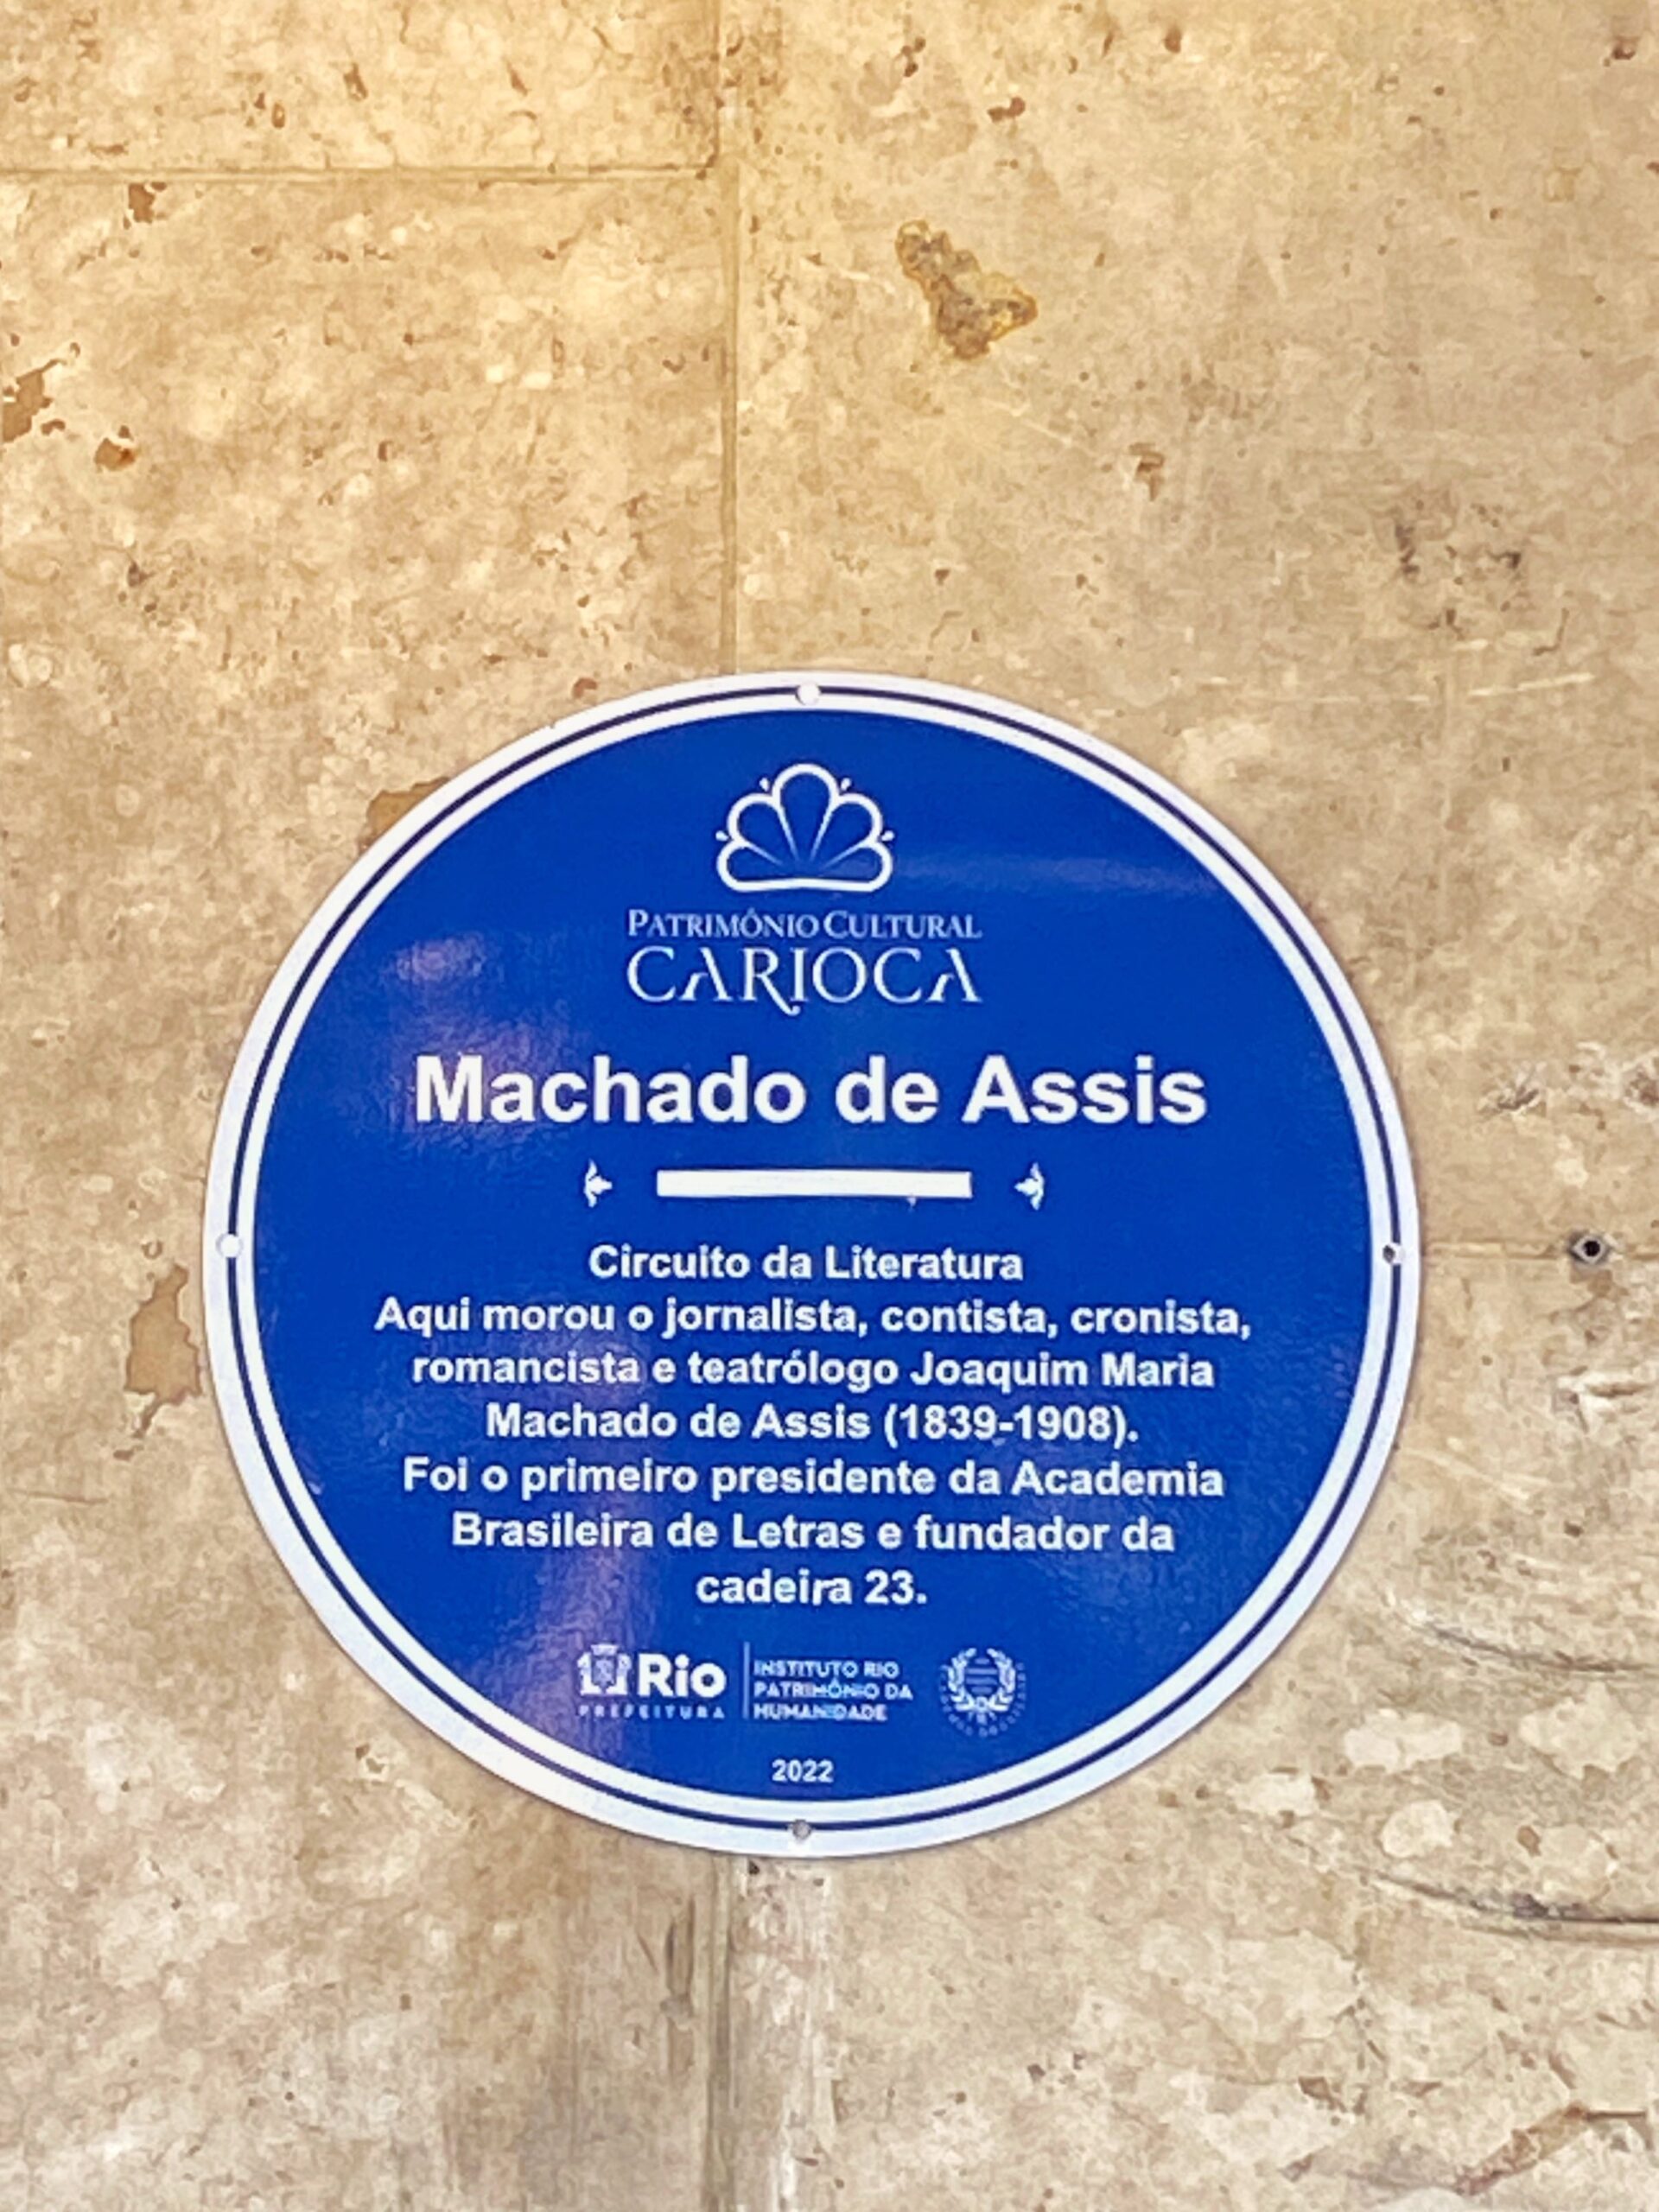 PATRIMÔNIO CULTURAL
CARIOCA
Machado de Assis
Circuito da Literatura
Aqui morou o jornalista, contista, cronista,
romancista e teatrólogo Joaquim Maria
Machado de Assis (1839-1908).
Foi o primeiro presidente da Academia
Brasileira de Letras e fundador da
cadeira 23.
Rio
PREFEITURA
INSTITUTO RIO
PATRIMÔNIO DA
HUMANIDADE
2022